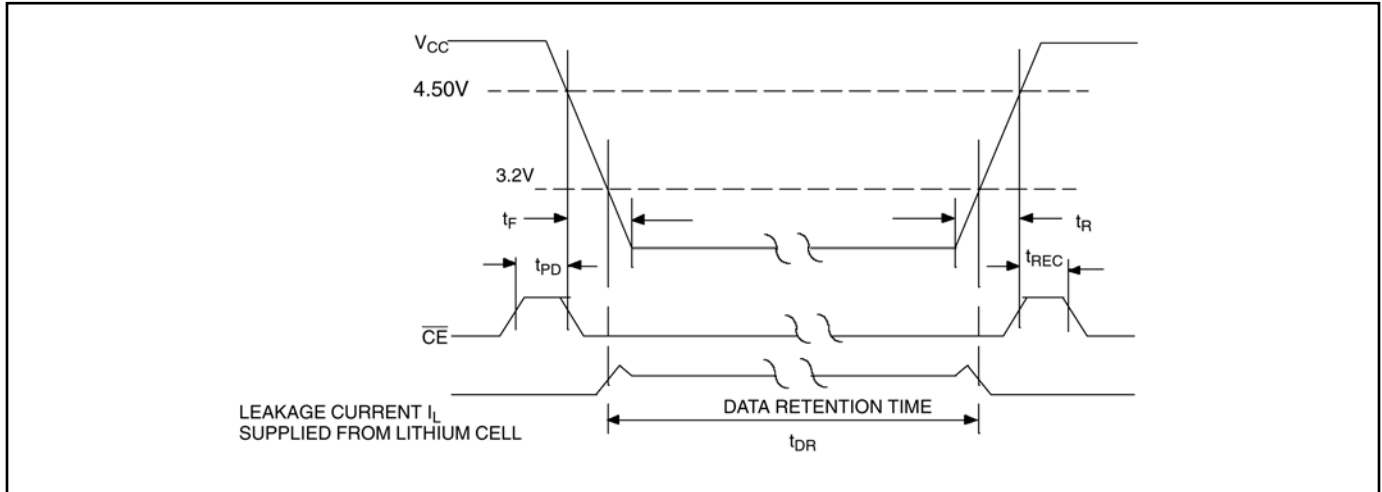 VCC
4.50V
3.2V
tF
tR
tPD
tREC
CE
LEAKAGE CURRENT IL
SUPPLIED FROM LITHIUM CELL
DATA RETENTION TIME
tDR